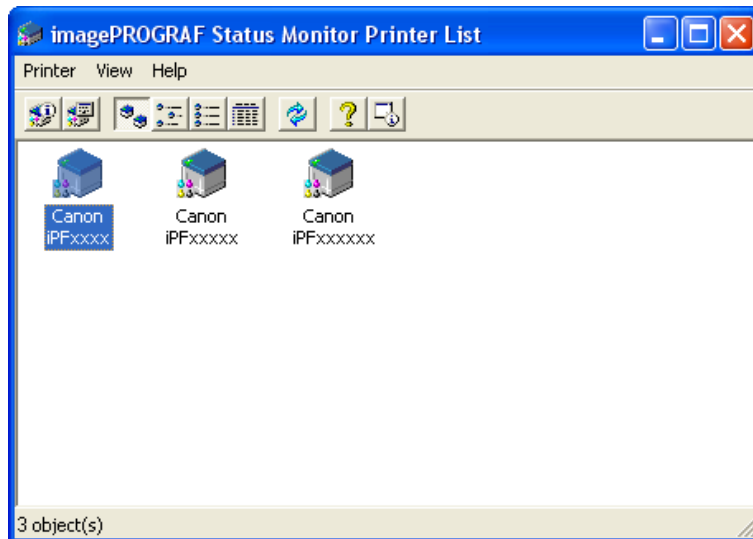 imagePROGRAF Status Monitor Printer List
Printer View Help
Canon Canon Canon
iPFxxxx iPFxxxxx iPFxxxxxx
3 object(s)